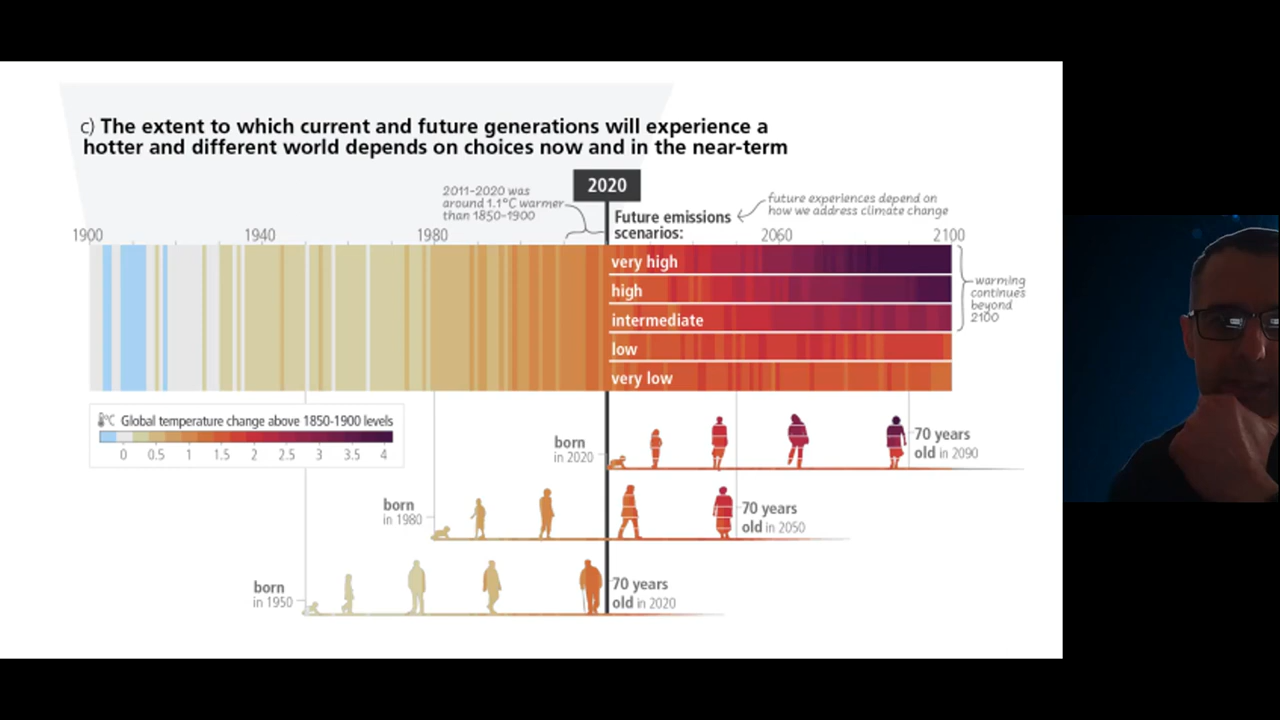 c) The extent to which current and future generations will experience a
hotter and different world depends on choices now and in the near-term
2020
2011-2020 was
around 1.1°C warmer
than 1850-1900
future experiences depend on
how we address climate change
Future emissions
scenarios:
1900 1940 1980 2060 2100
very high
high
intermediate
low
very low
warming
continues
beyond
2100
°C Global temperature change above 1850-1900 levels
0 0.5 1 1.5 2 2.5 3 3.5 4
born
in 2020
70 years
old in 2090
born
in 1980
70 years
old in 2050
born
in 1950
70 years
old in 2020